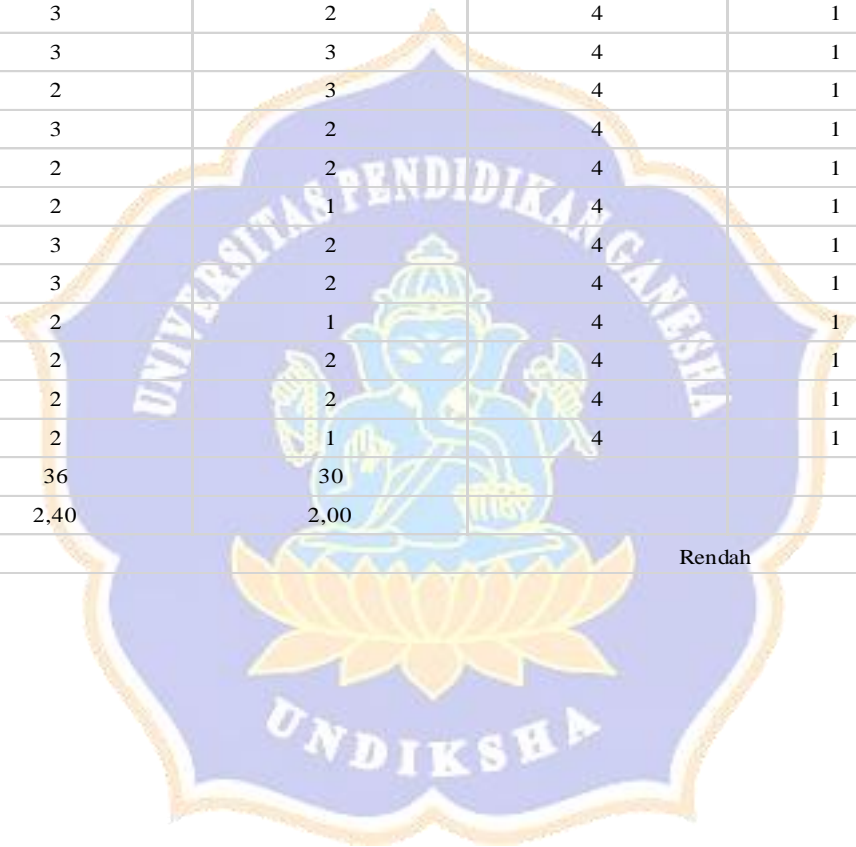 3 2 4 1
3 3 4 1
2 3 4 1
3 2 4 1
2 2 4 1
2 1 4 1
3 2 4 1
3 2 4 1
2 1 4 1
2 2 4 1
2 2 4 1
2 1 4 1
36 30
2,40 2,00
Rendah
UNIVERSITAS PENDIDIKAN GANESHA
UNDIKSHA